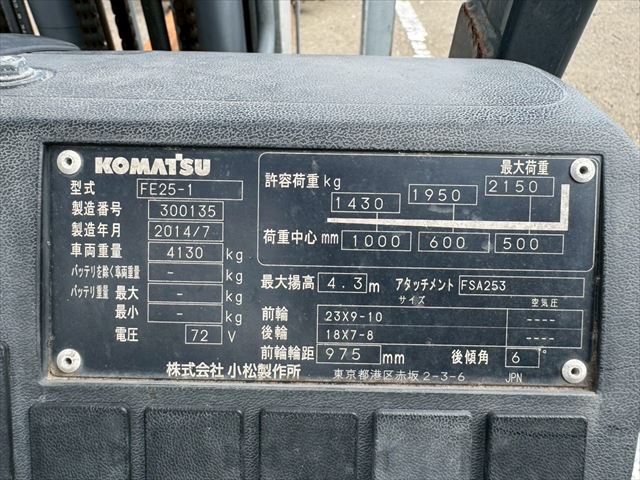 KOMATSU
型式 FE25-1
製造番号 300135
製造年月 2014/7
車両重量 4130 kg
バッテリを除く車両重量 - kg
バッテリ重量 最大 - kg
最小 - kg
電圧 72 V
最大荷重
許容荷重 kg 1430 1950 2150
荷重中心 mm 1000 600 500
最大揚高 4.3 m アタッチメント FSA253
サイズ 空気圧
前輪 23X9-10 ----
後輪 18X7-8 ----
前輪輪距 975 mm 後傾角 6°
株式会社 小松製作所 東京都港区赤坂2-3-6 JPN